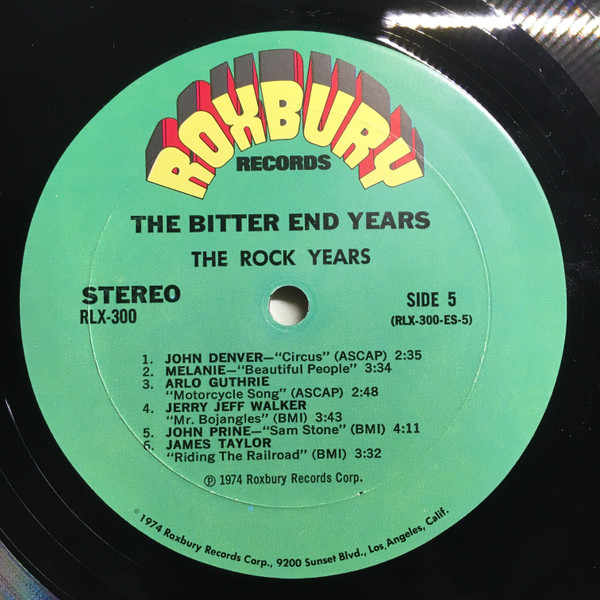 ROXBURY
RECORDS
THE BITTER END YEARS
THE ROCK YEARS
STEREO
RLX-300
SIDE 5
(RLX-300-ES-5)
1. JOHN DENVER—"Circus" (ASCAP) 2:35
2. MELANIE—"Beautiful People" 3:34
3. ARLO GUTHRIE
"Motorcycle Song" (ASCAP) 2:48
4. JERRY JEFF WALKER
"Mr. Bojangles" (BMI) 3:43
5. JOHN PRINE—"Sam Stone" (BMI) 4:11
6. JAMES TAYLOR
"Riding The Railroad" (BMI) 3:32
℗ 1974 Roxbury Records Corp.
©1974 Roxbury Records Corp., 9200 Sunset Blvd., Los Angeles, Calif.